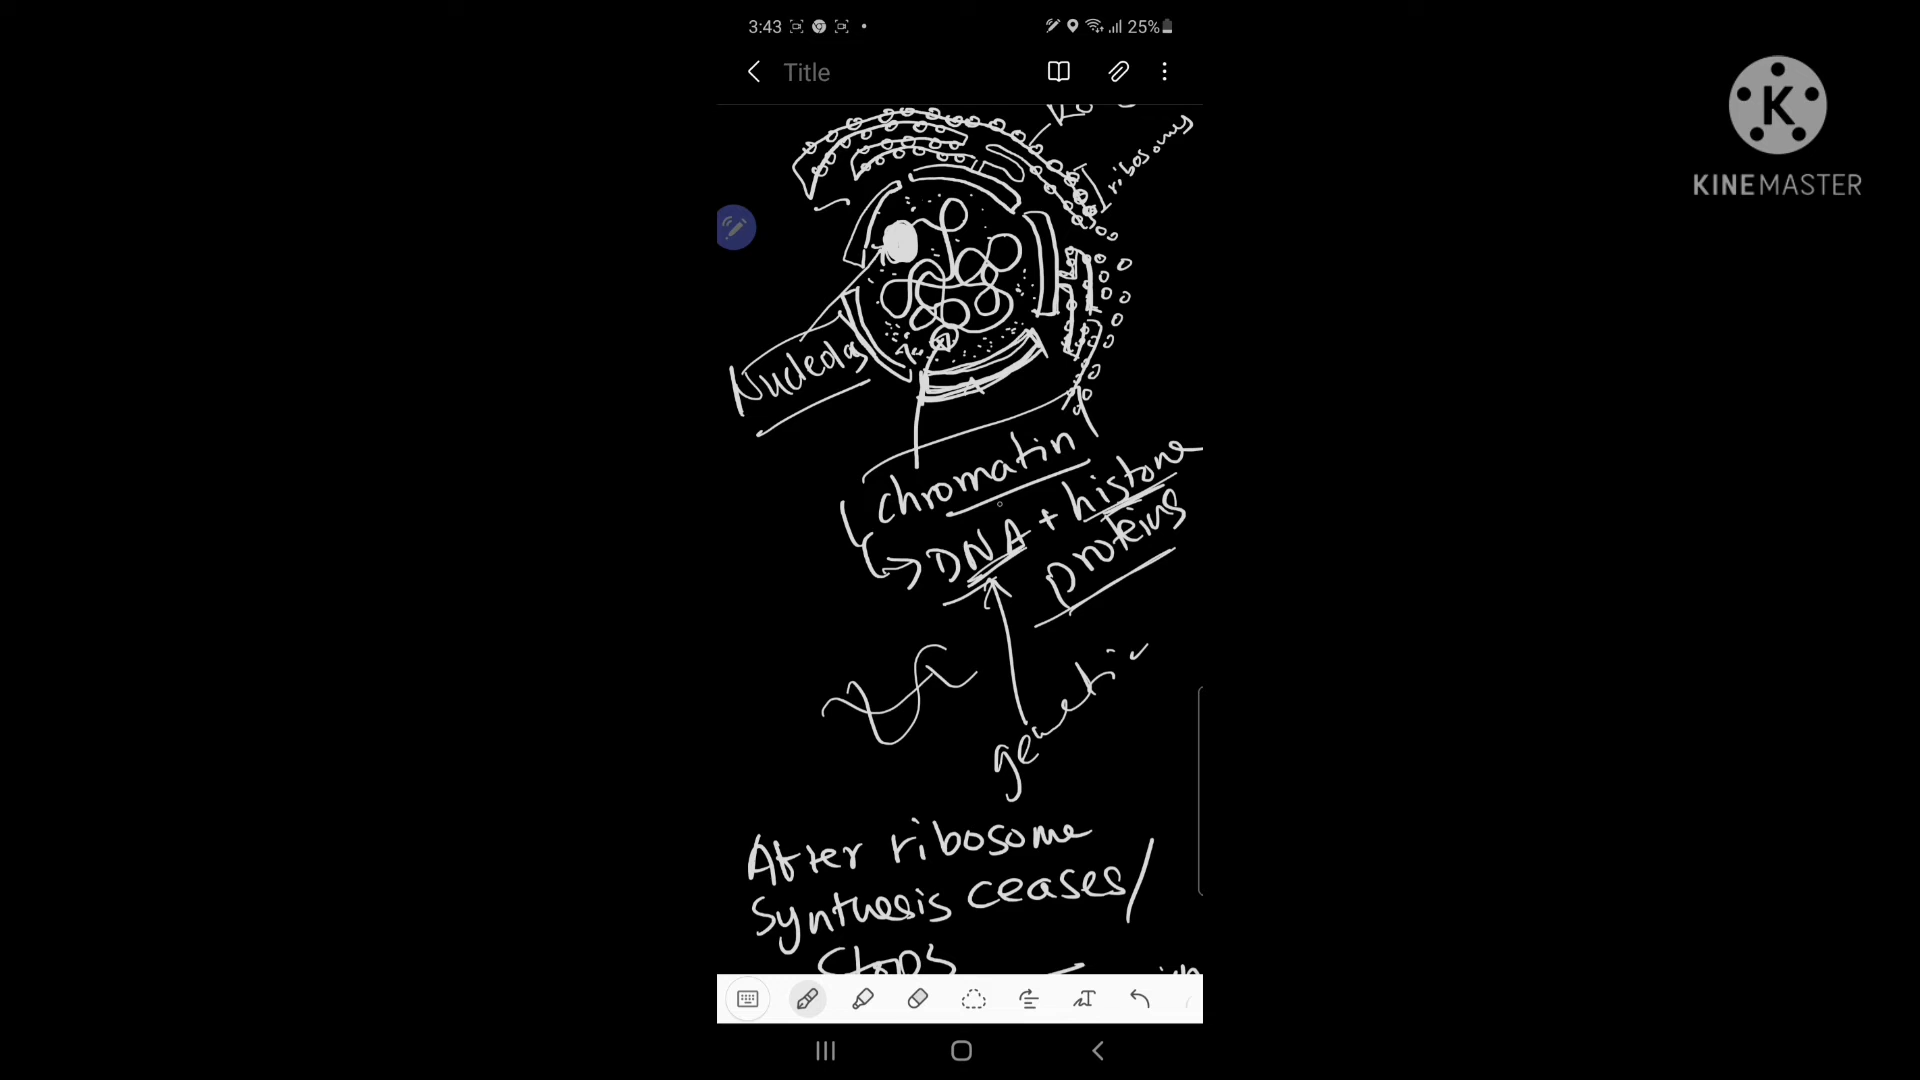 3:43
25%
Title
KINEMASTER
ribosomes
Nucleolus
chromatin
DNA + histone
proteins
genetic
After ribosome
synthesis ceases/
stops